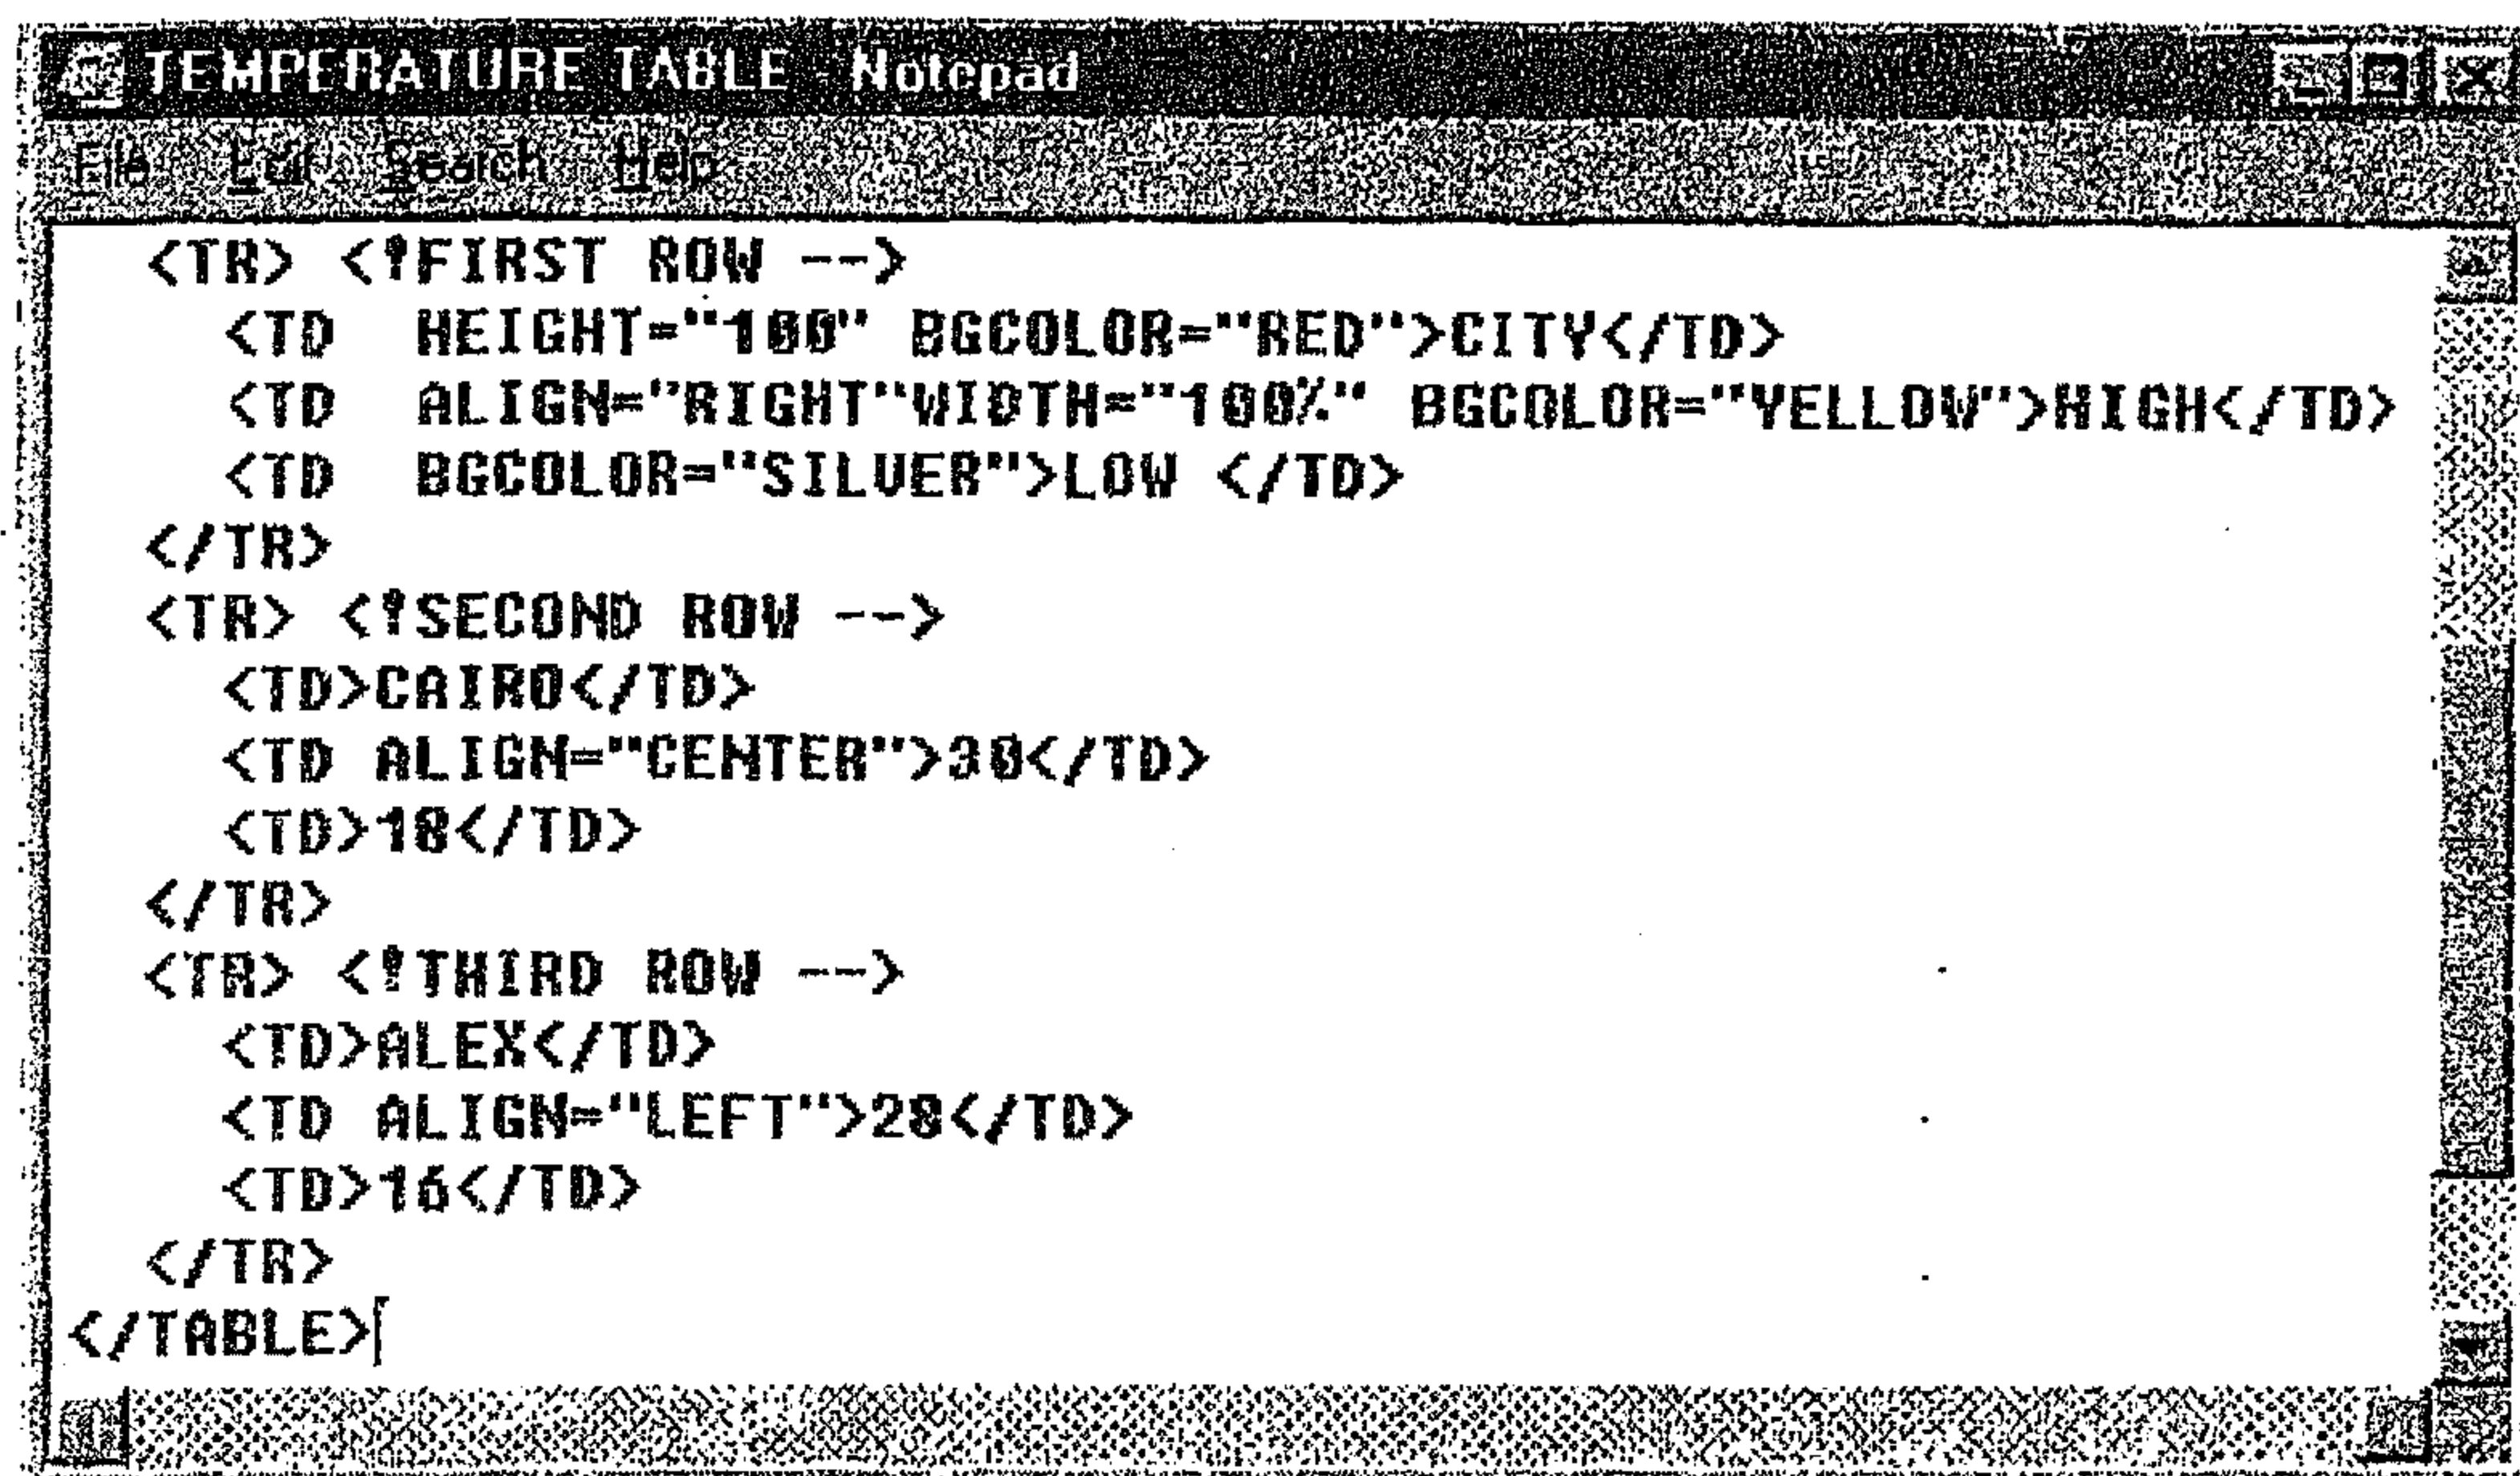 TEMPERATURE TABLE - Notepad
File Edit Search Help
<TR> <!FIRST ROW -->
<TD  HEIGHT="100" BGCOLOR="RED">CITY</TD>
<TD  ALIGN="RIGHT"WIDTH="100%" BGCOLOR="YELLOW">HIGH</TD>
<TD  BGCOLOR="SILVER">LOW </TD>
</TR>
<TR> <!SECOND ROW -->
<TD>CAIRO</TD>
<TD ALIGN="CENTER">30</TD>
<TD>18</TD>
</TR>
<TR> <!THIRD ROW -->
<TD>ALEX</TD>
<TD ALIGN="LEFT">28</TD>
<TD>16</TD>
</TR>
</TABLE>